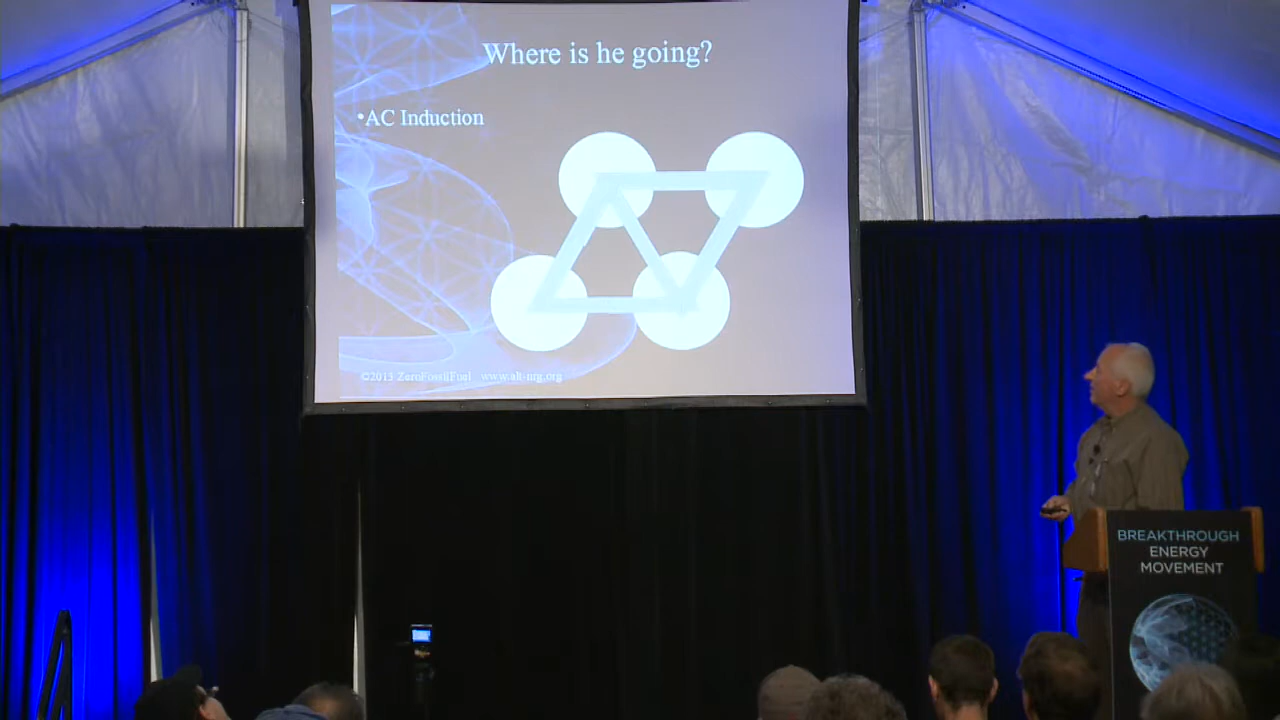 Where is he going?
•AC Induction
©2013 ZeroFossilFuel www.alt-nrg.org
BREAKTHROUGH
ENERGY
MOVEMENT